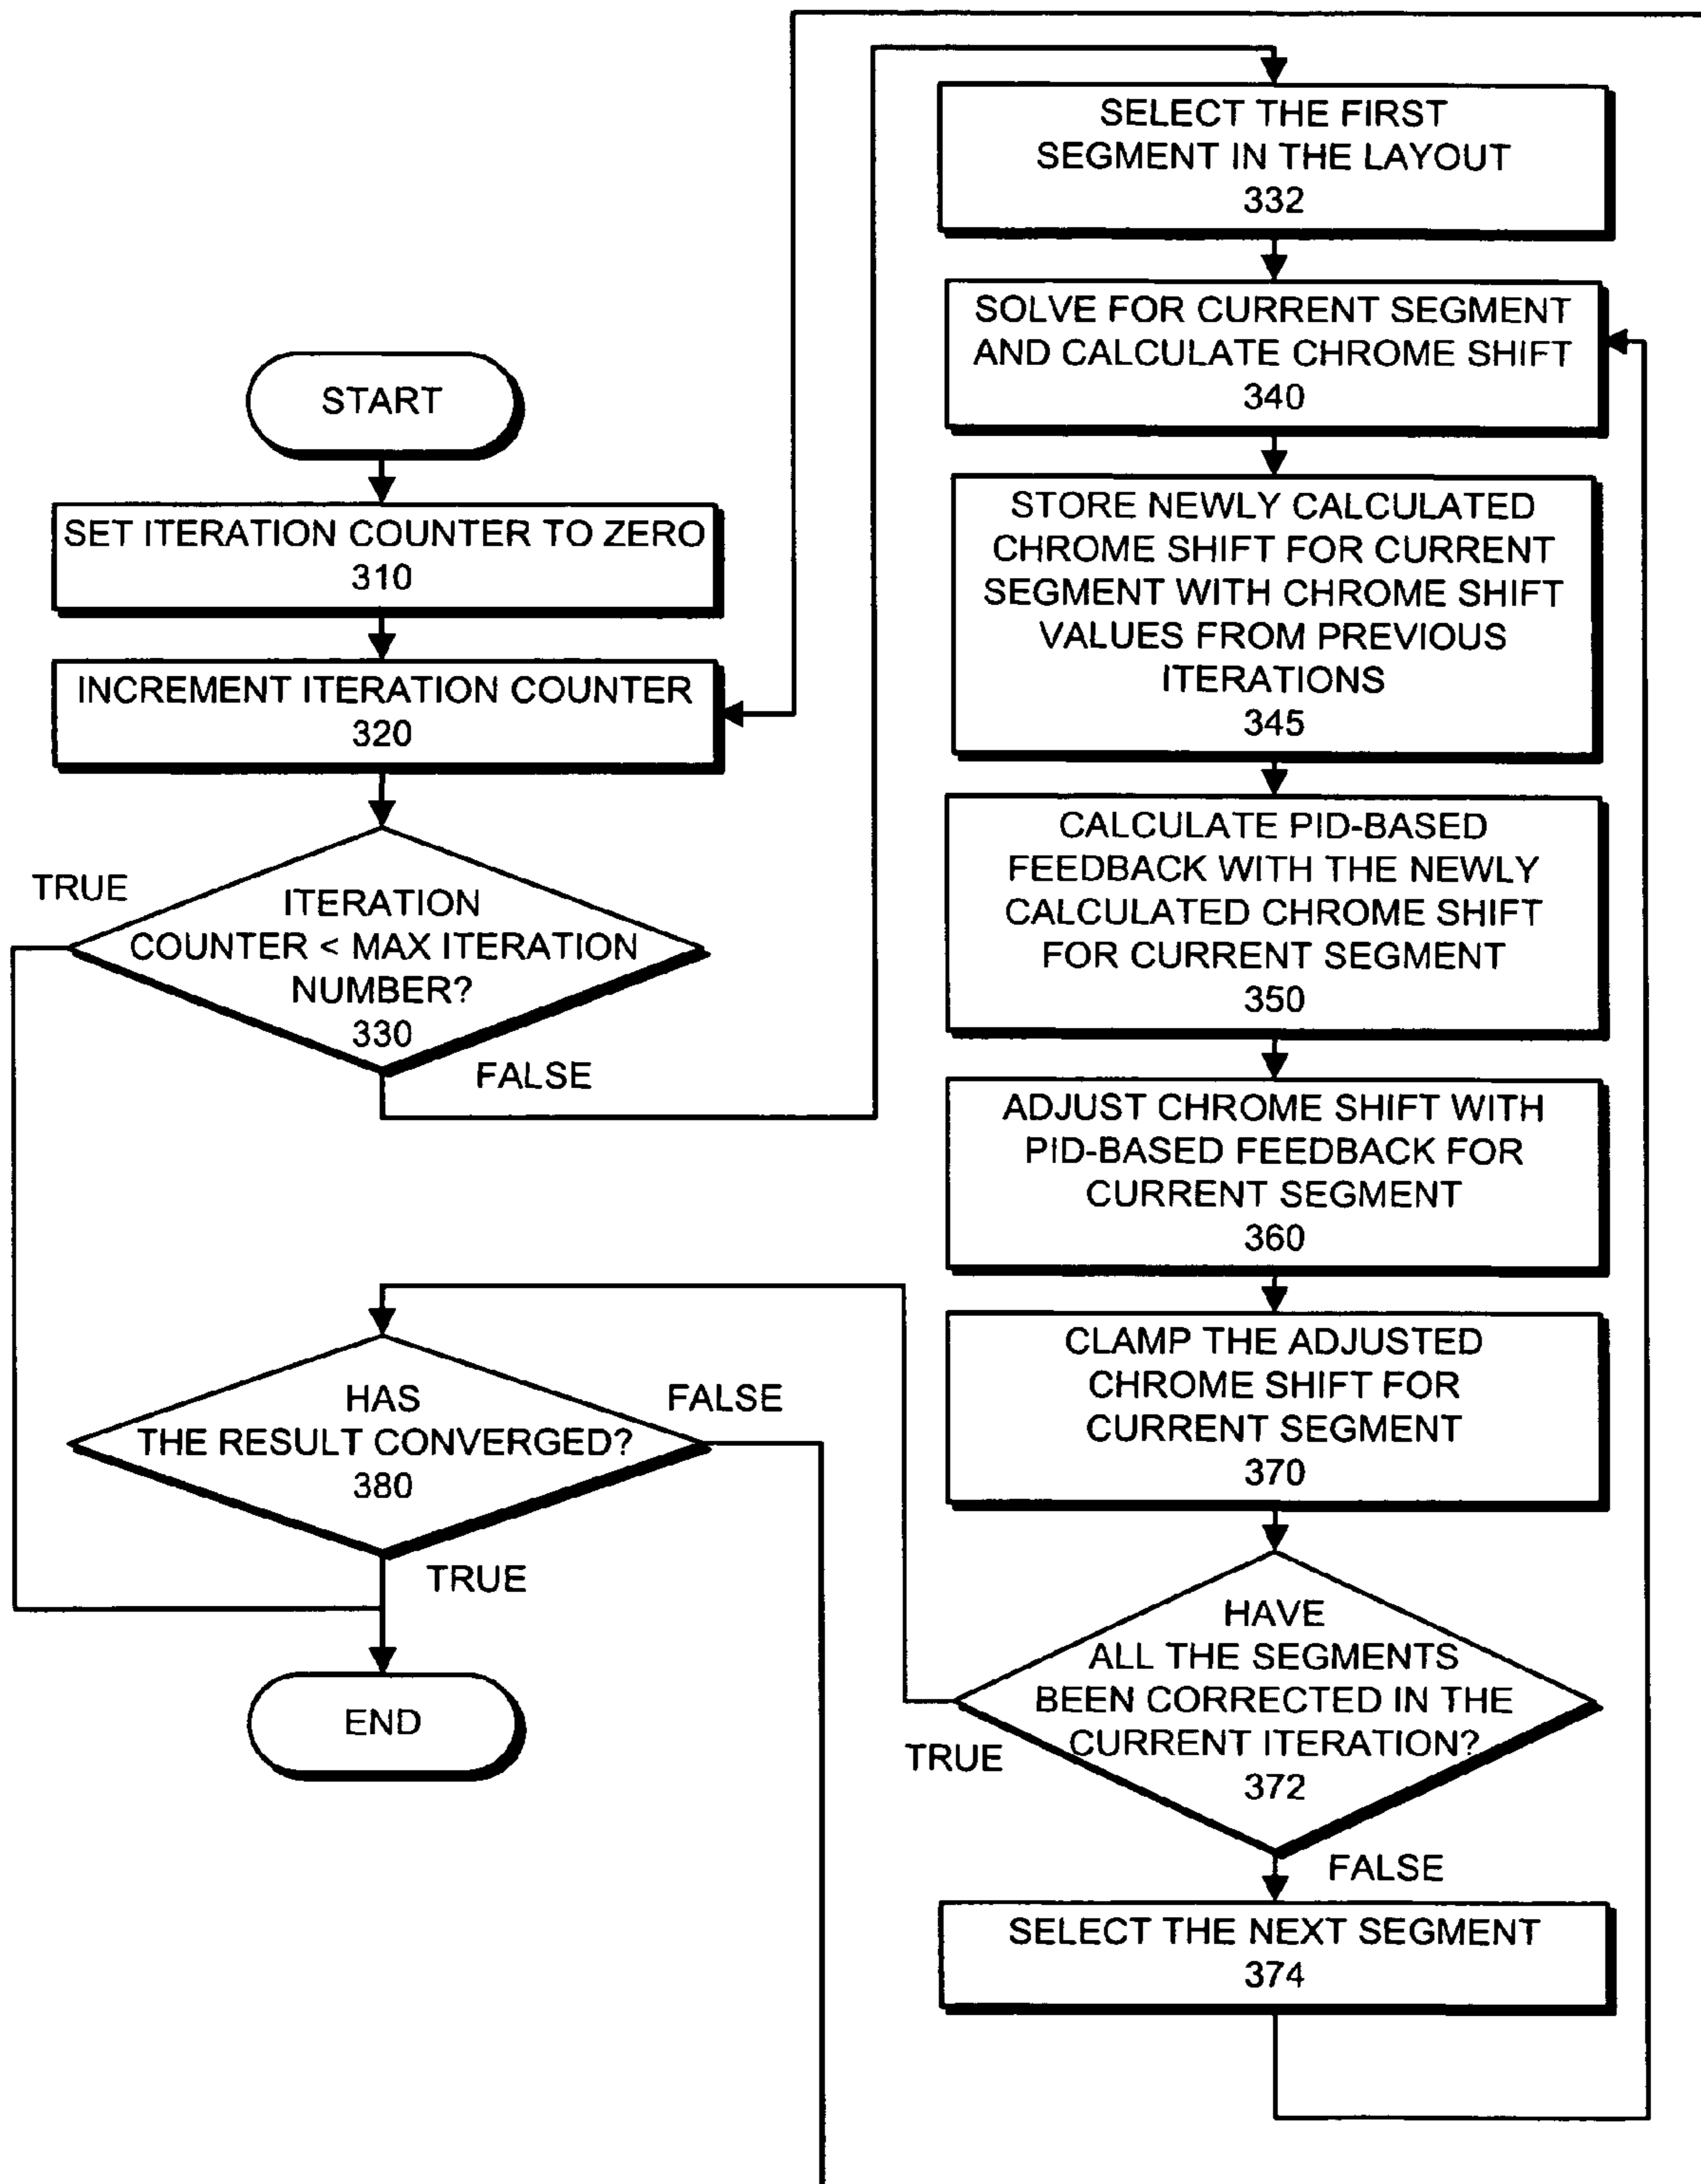 START
SET ITERATION COUNTER TO ZERO
310
INCREMENT ITERATION COUNTER
320
TRUE
ITERATION
COUNTER < MAX ITERATION
NUMBER?
330
FALSE
SELECT THE FIRST
SEGMENT IN THE LAYOUT
332
SOLVE FOR CURRENT SEGMENT
AND CALCULATE CHROME SHIFT
340
STORE NEWLY CALCULATED
CHROME SHIFT FOR CURRENT
SEGMENT WITH CHROME SHIFT
VALUES FROM PREVIOUS
ITERATIONS
345
CALCULATE PID-BASED
FEEDBACK WITH THE NEWLY
CALCULATED CHROME SHIFT
FOR CURRENT SEGMENT
350
ADJUST CHROME SHIFT WITH
PID-BASED FEEDBACK FOR
CURRENT SEGMENT
360
CLAMP THE ADJUSTED
CHROME SHIFT FOR
CURRENT SEGMENT
370
HAVE
ALL THE SEGMENTS
BEEN CORRECTED IN THE
CURRENT ITERATION?
372
TRUE
FALSE
SELECT THE NEXT SEGMENT
374
HAS
THE RESULT CONVERGED?
380
FALSE
TRUE
END